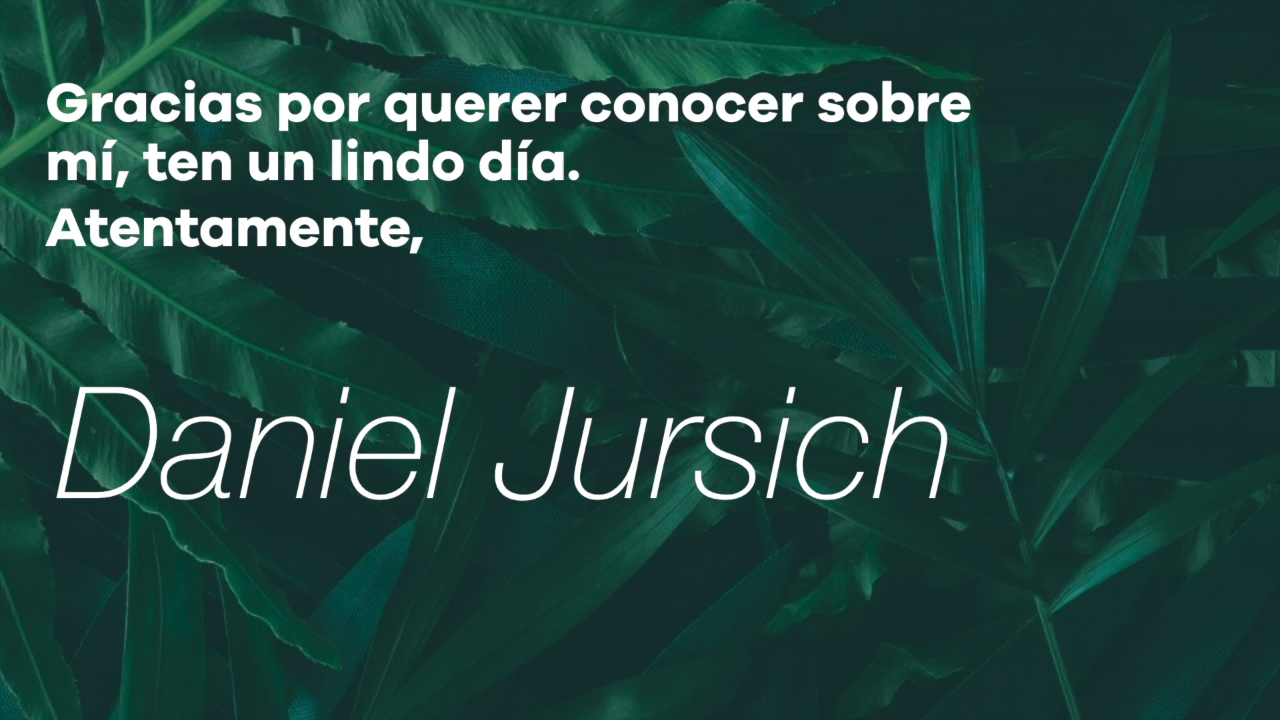 Gracias por querer conocer sobre
mí, ten un lindo día.
Atentamente,
Daniel Jursich